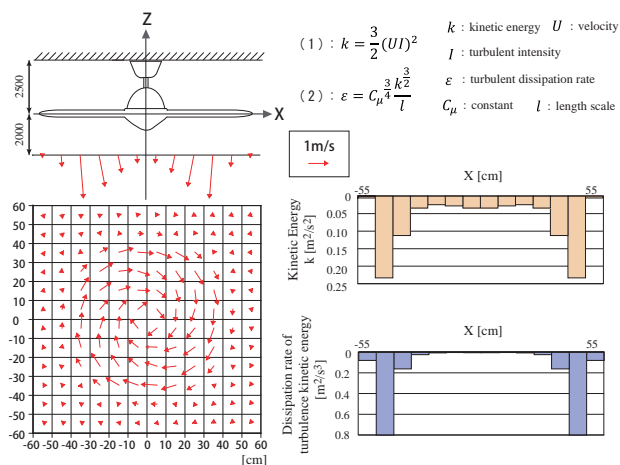 Z
X
2500
2000
(1) : k = 3/2 (UI)²
(2) : ε = Cμ^(3/4) k^(3/2)/l
k : kinetic energy U : velocity
I : turbulent intensity
ε : turbulent dissipation rate
Cμ : constant l : length scale
1m/s
60
50
40
30
20
10
0
-10
-20
-30
-40
-50
-60
-60 -50 -40 -30 -20 -10 0 10 20 30 40 50 60
[cm]
X [cm]
-55 55
0
0.05
0.10
0.15
0.20
0.25
Kinetic Energy
k [m²/s²]
X [cm]
-55 55
0
0.2
0.4
0.6
0.8
Dissipation rate of
turbulence kinetic energy
[m²/s³]